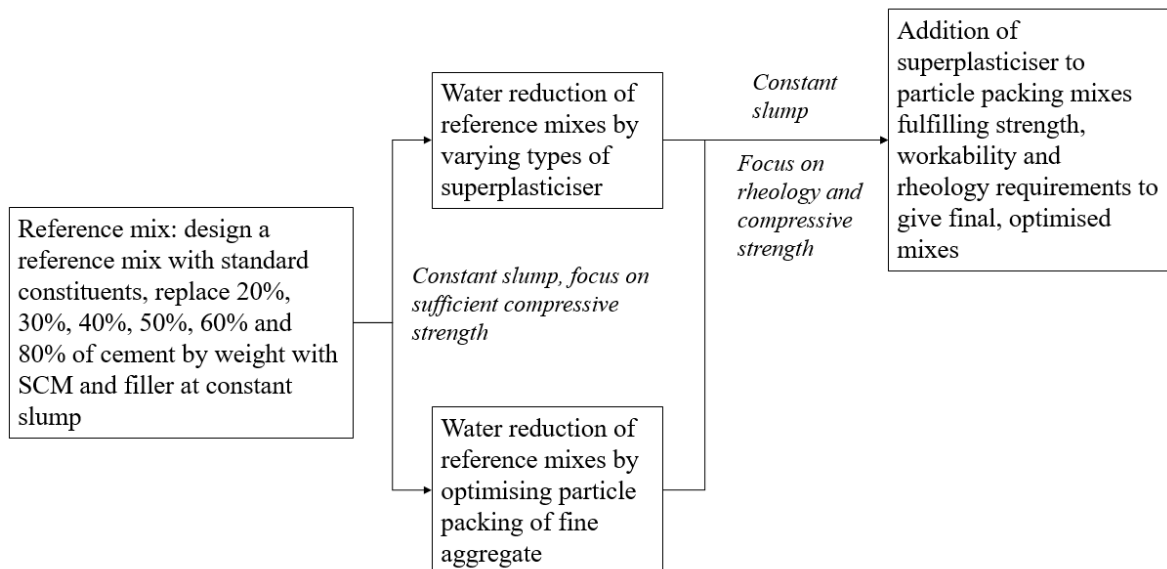 Reference mix: design a
reference mix with standard
constituents, replace 20%,
30%, 40%, 50%, 60% and
80% of cement by weight with
SCM and filler at constant
slump
Water reduction of
reference mixes by
varying types of
superplasticiser
Constant slump, focus on
sufficient compressive
strength
Water reduction of
reference mixes by
optimising particle
packing of fine
aggregate
Constant
slump
Focus on
rheology and
compressive
strength
Addition of
superplasticiser to
particle packing mixes
fulfilling strength,
workability and
rheology requirements to
give final, optimised
mixes